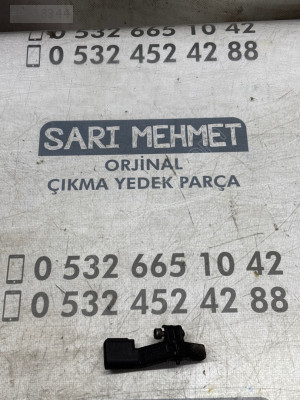 0 532 665 10 42
0 532 452 42 88
SARI MEHMET
ORJİNAL
ÇIKMA YEDEK PARÇA
0 532 665 10 42
0 532 452 42 88